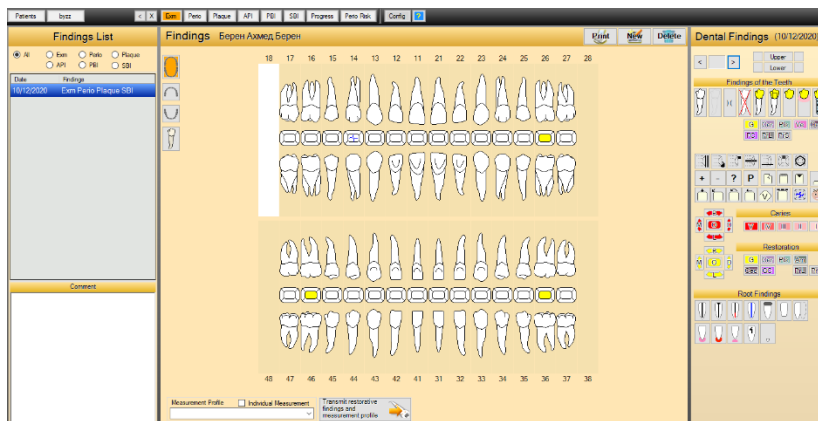 Patients byzz < X Exm Perio Plaque API PBI SBI Progress Perio Risk Config ?
Findings List
All Exm Perio Plaque
API PBI SBI
Date Findings
10/12/2020 Exm Perio Plaque SBI
Comment
Findings Берен Ахмед Берен
Print New Delete
18 17 16 15 14 13 12 11 21 22 23 24 25 26 27 28
48 47 46 45 44 43 42 41 31 32 33 34 35 36 37 38
Measurement Profile Individual Measurement
Transmit restorative
findings and
measurement profile
Dental Findings (10/12/2020)
< >
Upper
Lower
Findings of the Teeth
G
+ - ? P
V
Caries
Restoration
M O D
G
L
Root Findings